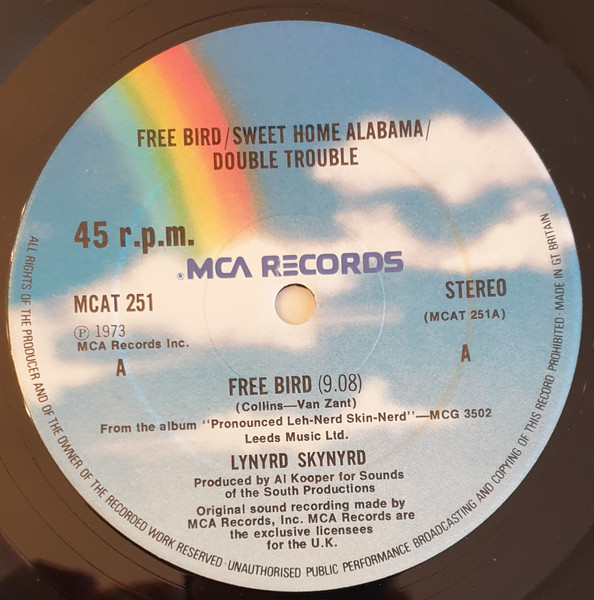 FREE BIRD/SWEET HOME ALABAMA/
DOUBLE TROUBLE
45 r.p.m.
®MCA RECORDS
MCAT 251
STEREO
(MCAT 251A)
Ⓟ 1973
MCA Records Inc.
A
A
FREE BIRD (9.08)
(Collins—Van Zant)
From the album "Pronounced Leh-Nerd Skin-Nerd"—MCG 3502
Leeds Music Ltd.
LYNYRD SKYNYRD
Produced by Al Kooper for Sounds
of the South Productions
Original sound recording made by
MCA Records, Inc. MCA Records are
the exclusive licensees
for the U.K.
ALL RIGHTS OF THE PRODUCER AND OF THE OWNER OF THE RECORDED WORK RESERVED · UNAUTHORISED PUBLIC PERFORMANCE BROADCASTING AND COPYING OF THIS RECORD PROHIBITED · MADE IN GT BRITAIN